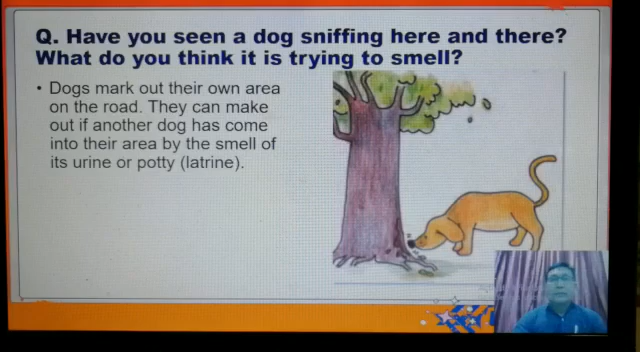 Q. Have you seen a dog sniffing here and there?
What do you think it is trying to smell?
• Dogs mark out their own area
on the road. They can make
out if another dog has come
into their area by the smell of
its urine or potty (latrine).